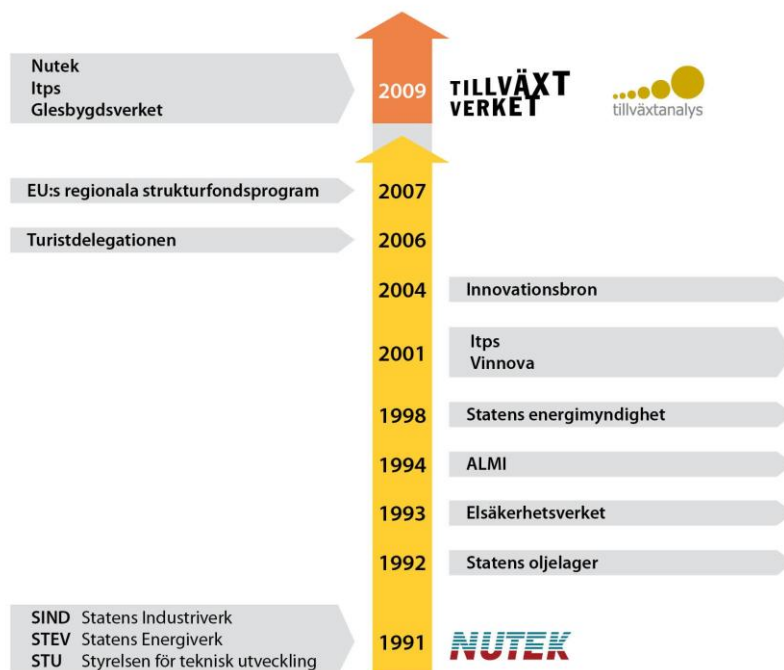 Nutek
Itps
Glesbygdsverket
2009
TILLVÄXT
VERKET
tillväxtanalys
EU:s regionala strukturfondsprogram
2007
Turistdelegationen
2006
2004
Innovationsbron
2001
Itps
Vinnova
1998
Statens energimyndighet
1994
ALMI
1993
Elsäkerhetsverket
1992
Statens oljelager
SIND Statens Industriverk
STEV Statens Energiverk
STU Styrelsen för teknisk utveckling
1991
NUTEK